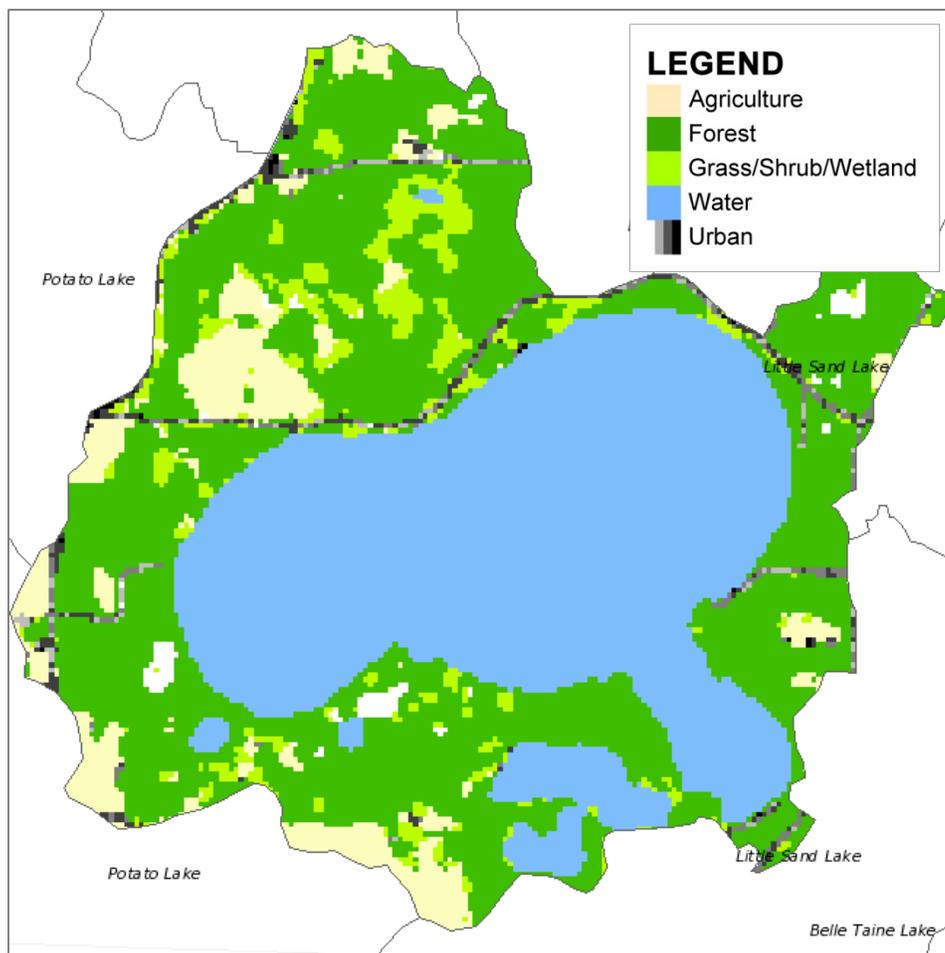 LEGEND
Agriculture
Forest
Grass/Shrub/Wetland
Water
Urban
Potato Lake
Little Sand Lake
Potato Lake
Little Sand Lake
Belle Taine Lake